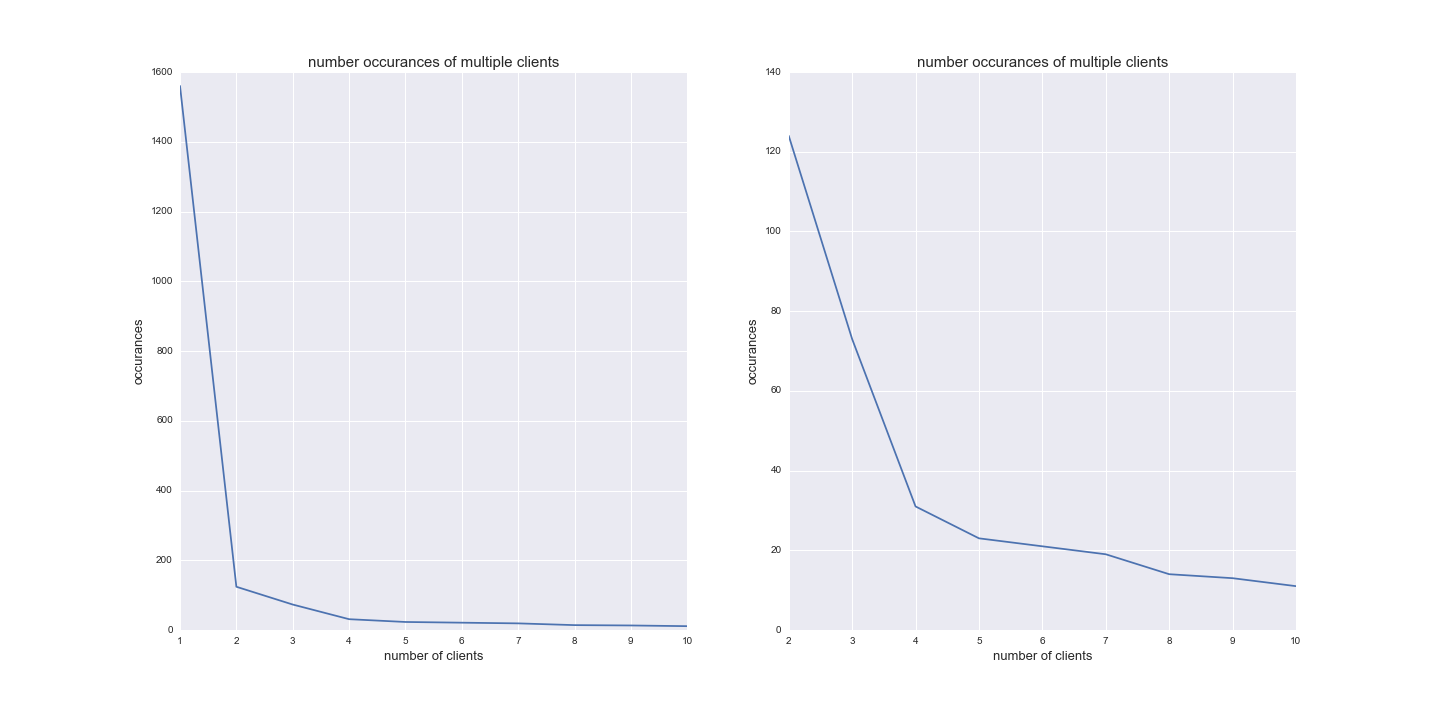 number occurances of multiple clients
1600
1400
1200
1000
800
600
400
200
0
occurances
1 2 3 4 5 6 7 8 9 10
number of clients
number occurances of multiple clients
140
120
100
80
60
40
20
0
occurances
2 3 4 5 6 7 8 9 10
number of clients